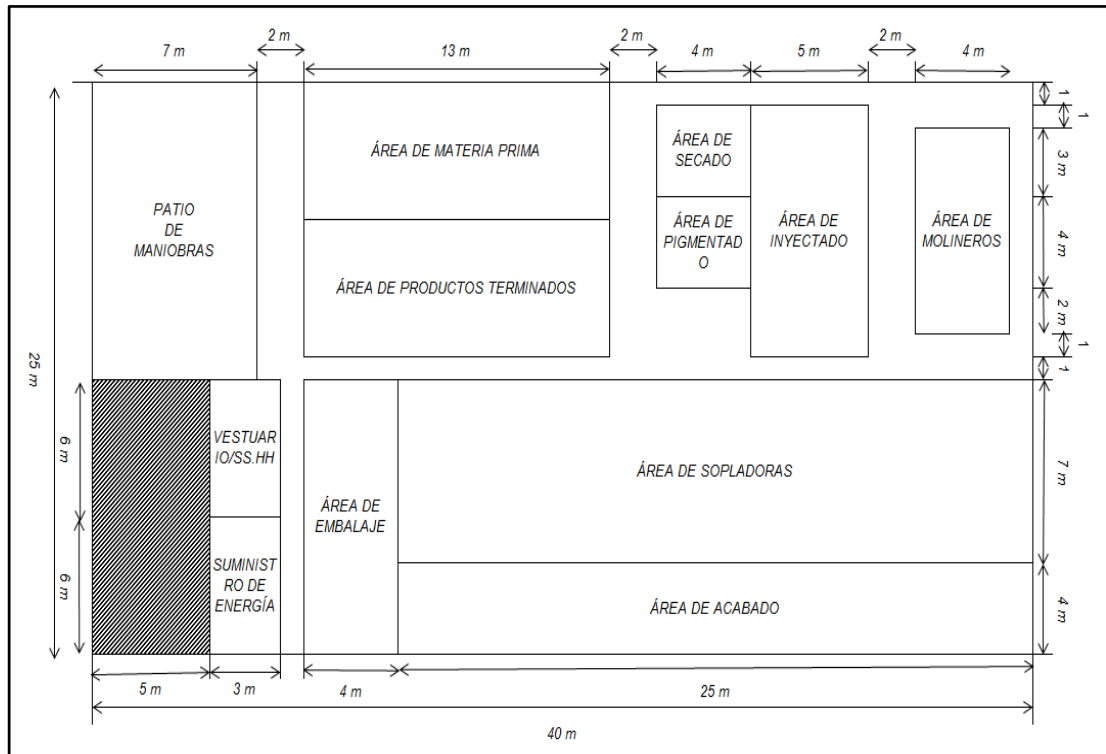 7 m
2 m
13 m
2 m
4 m
5 m
2 m
4 m
1
1
3 m
4 m
2 m
1
1
7 m
4 m
25 m
6 m
6 m
PATIO
DE
MANIOBRAS
ÁREA DE MATERIA PRIMA
ÁREA DE PRODUCTOS TERMINADOS
ÁREA DE
SECADO
ÁREA DE
PIGMENTAD
O
ÁREA DE
INYECTADO
ÁREA DE
MOLINEROS
VESTUAR
IO/SS.HH
SUMINIST
RO DE
ENERGÍA
ÁREA DE
EMBALAJE
ÁREA DE SOPLADORAS
ÁREA DE ACABADO
5 m
3 m
4 m
25 m
40 m